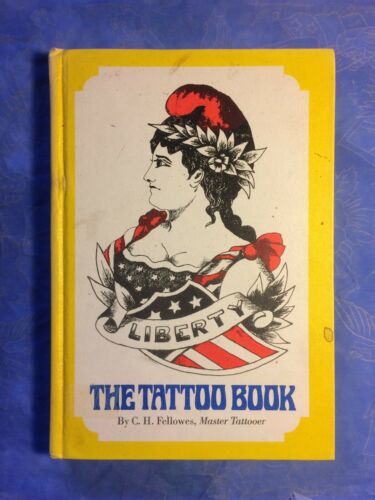 LIBERTY
THE TATTOO BOOK
By C. H. Fellowes, Master Tattooer